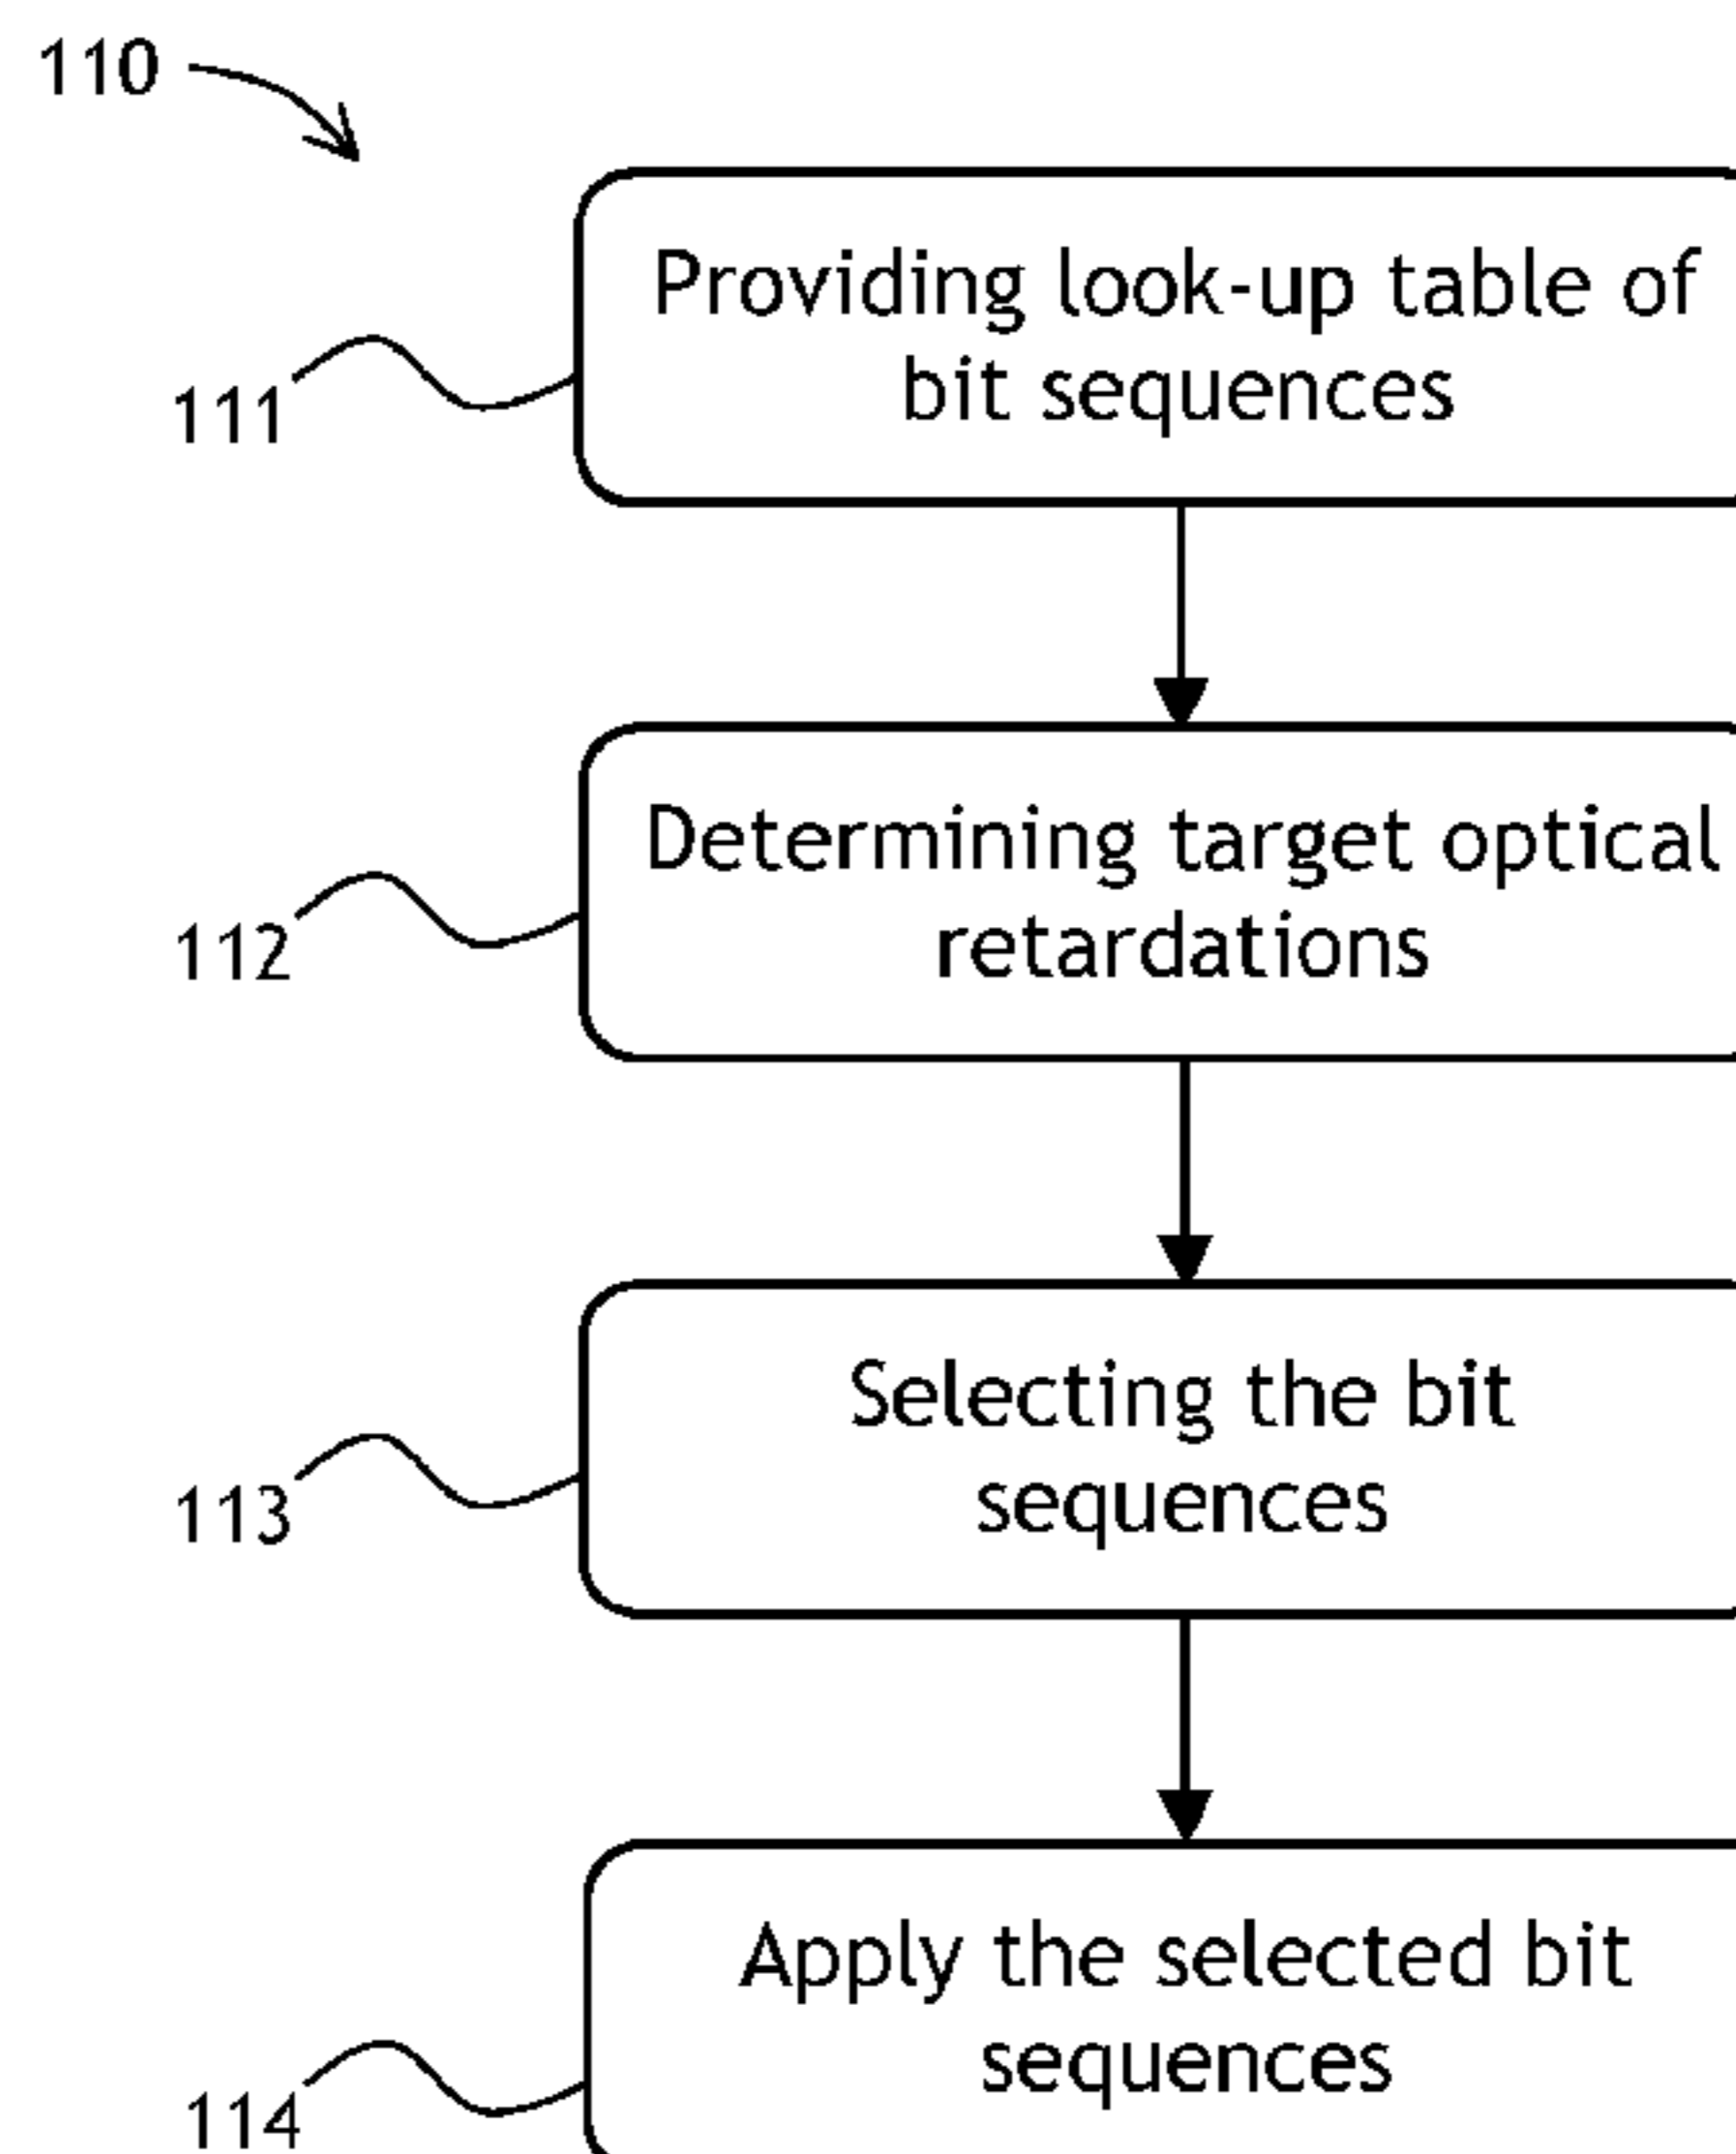 110
Providing look-up table of
bit sequences
111
Determining target optical
retardations
112
Selecting the bit
sequences
113
Apply the selected bit
sequences
114